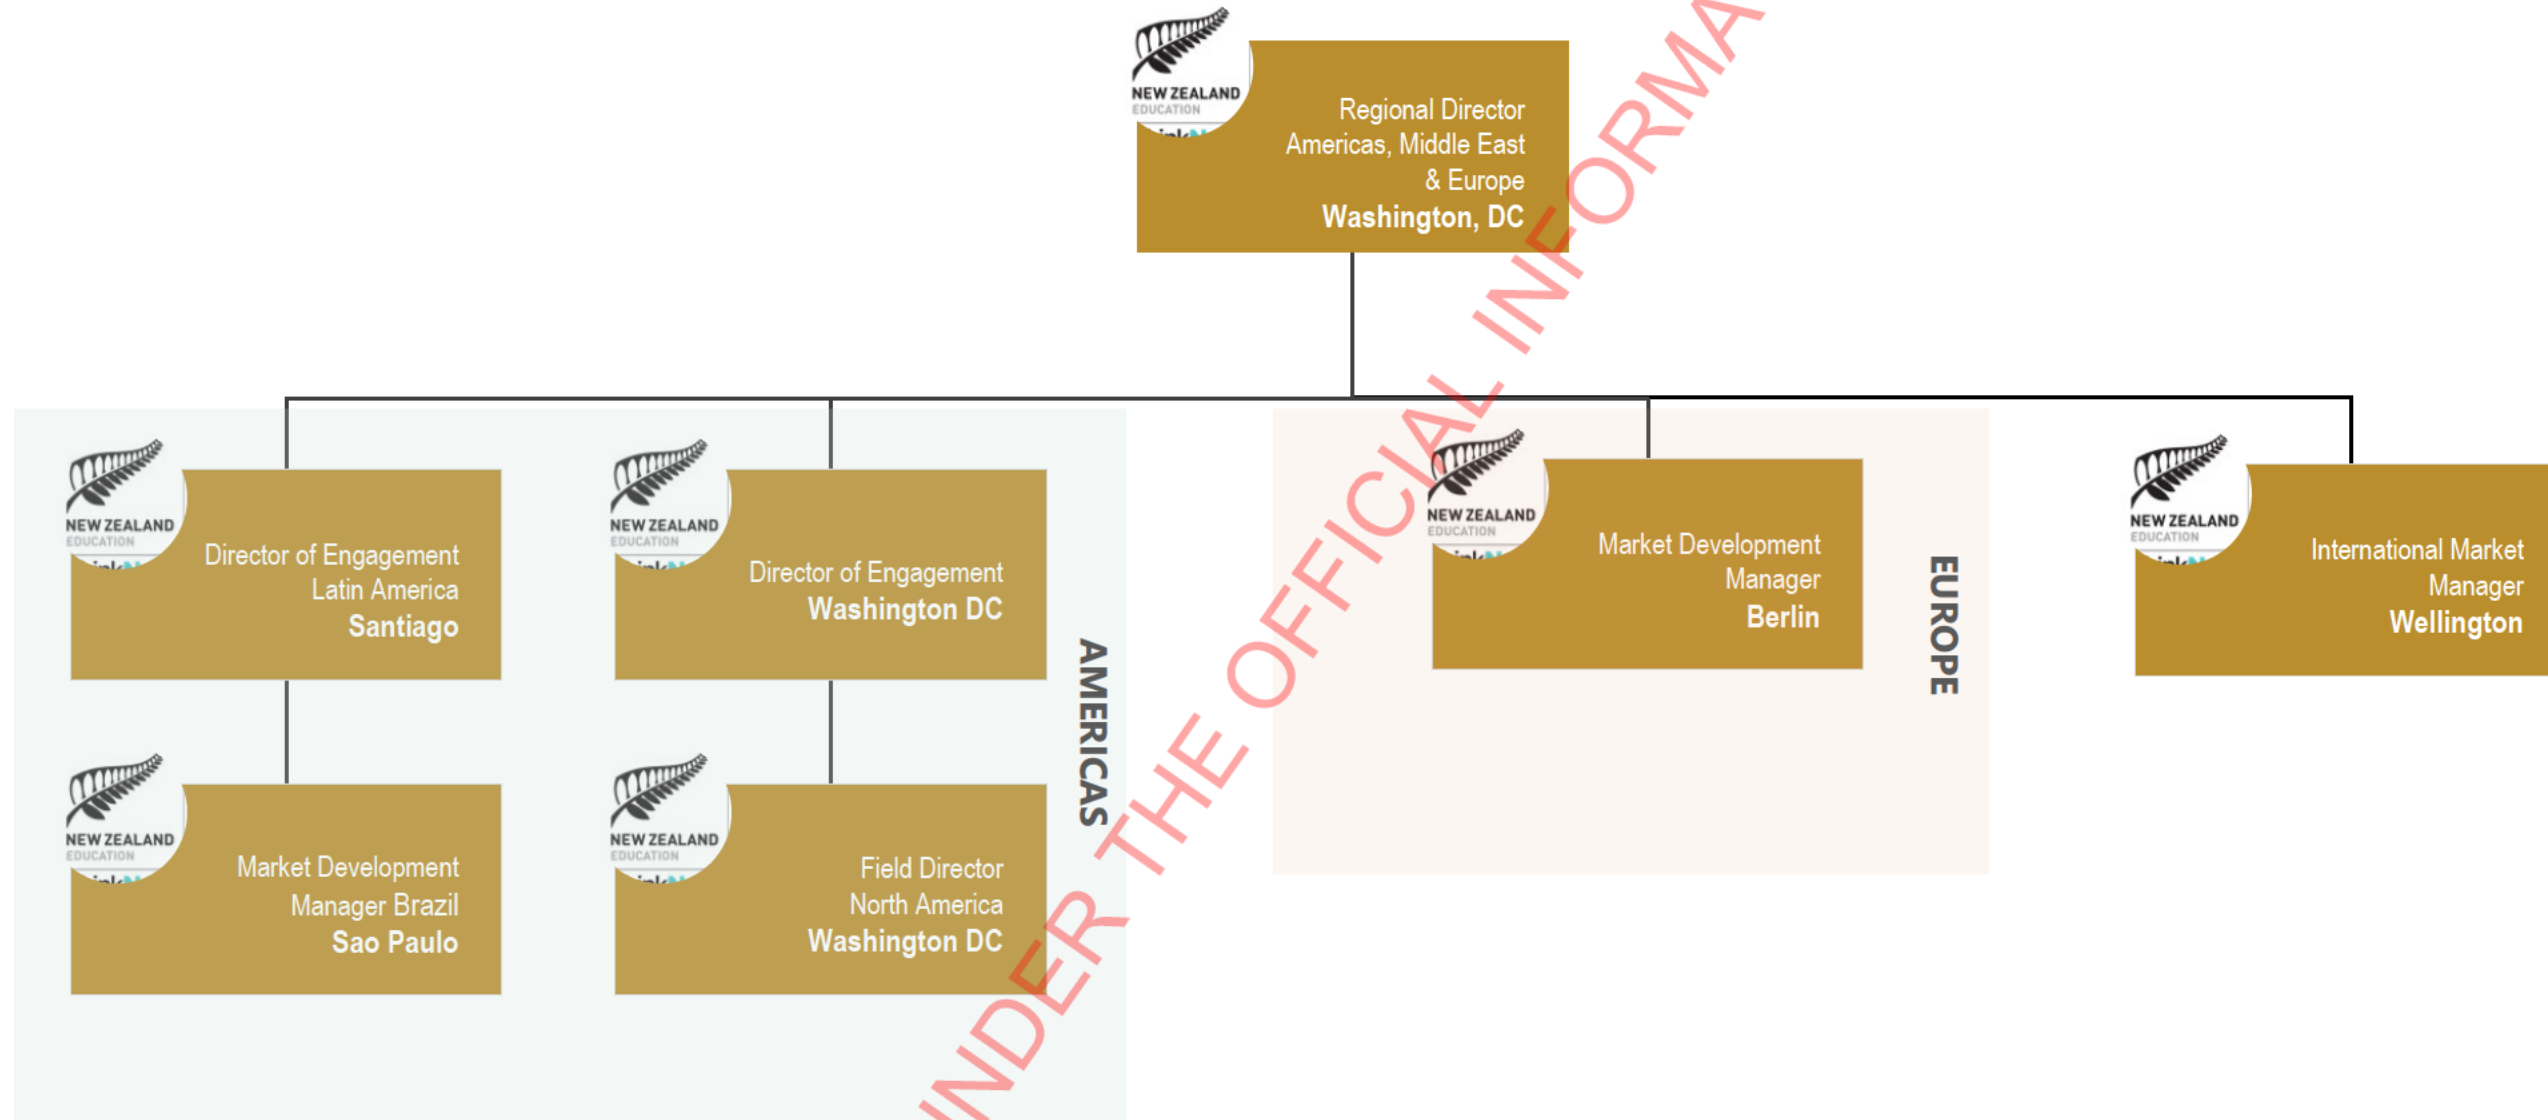 NEW ZEALAND
EDUCATION
Regional Director
Americas, Middle East
& Europe
Washington, DC
NEW ZEALAND
EDUCATION
Director of Engagement
Latin America
Santiago
NEW ZEALAND
EDUCATION
Director of Engagement
Washington DC
NEW ZEALAND
EDUCATION
Market Development
Manager
Berlin
EUROPE
NEW ZEALAND
EDUCATION
International Market
Manager
Wellington
AMERICAS
NEW ZEALAND
EDUCATION
Market Development
Manager Brazil
Sao Paulo
NEW ZEALAND
EDUCATION
Field Director
North America
Washington DC
NDER THE OFFICIAL INFORMA